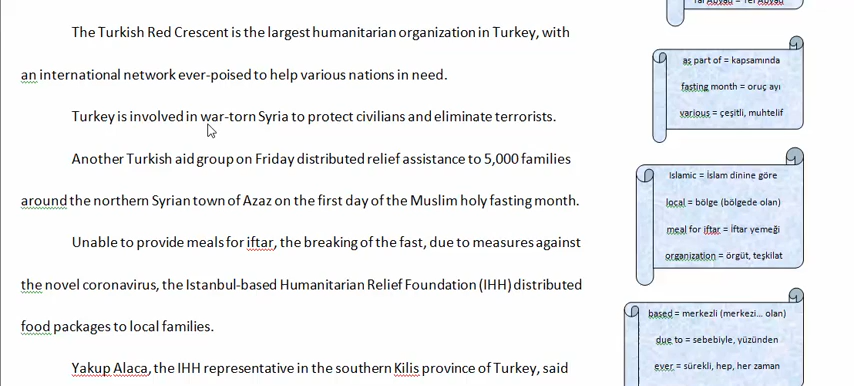 The Turkish Red Crescent is the largest humanitarian organization in Turkey, with
an international network ever-poised to help various nations in need.
Turkey is involved in war-torn Syria to protect civilians and eliminate terrorists.
Another Turkish aid group on Friday distributed relief assistance to 5,000 families
around the northern Syrian town of Azaz on the first day of the Muslim holy fasting month.
Unable to provide meals for iftar, the breaking of the fast, due to measures against
the novel coronavirus, the Istanbul-based Humanitarian Relief Foundation (IHH) distributed
food packages to local families.
Yakup Alaca, the IHH representative in the southern Kilis province of Turkey, said
as part of = kapsamında
fasting month = oruç ayı
various = çeşitli, muhtelif
Islamic = İslam dinine göre
local = bölge (bölgede olan)
meal for iftar = iftar yemeği
organization = örgüt, teşkilat
based = merkezli (merkezi... olan)
due to = sebebiyle, yüzünden
ever = sürekli, hep, her zaman